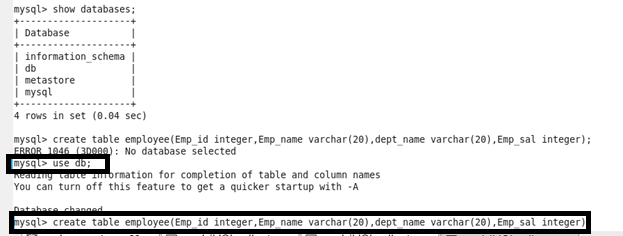 mysql> show databases;
+--------------------+
| Database |
+--------------------+
| information_schema |
| db |
| metastore |
| mysql |
+--------------------+
4 rows in set (0.04 sec)
mysql> create table employee(Emp_id integer,Emp_name varchar(20),dept_name varchar(20),Emp_sal integer);
ERROR 1046 (3D000): No database selected
mysql> use db;
Reading table information for completion of table and column names
You can turn off this feature to get a quicker startup with -A
Database changed
mysql> create table employee(Emp_id integer,Emp_name varchar(20),dept_name varchar(20),Emp_sal integer)